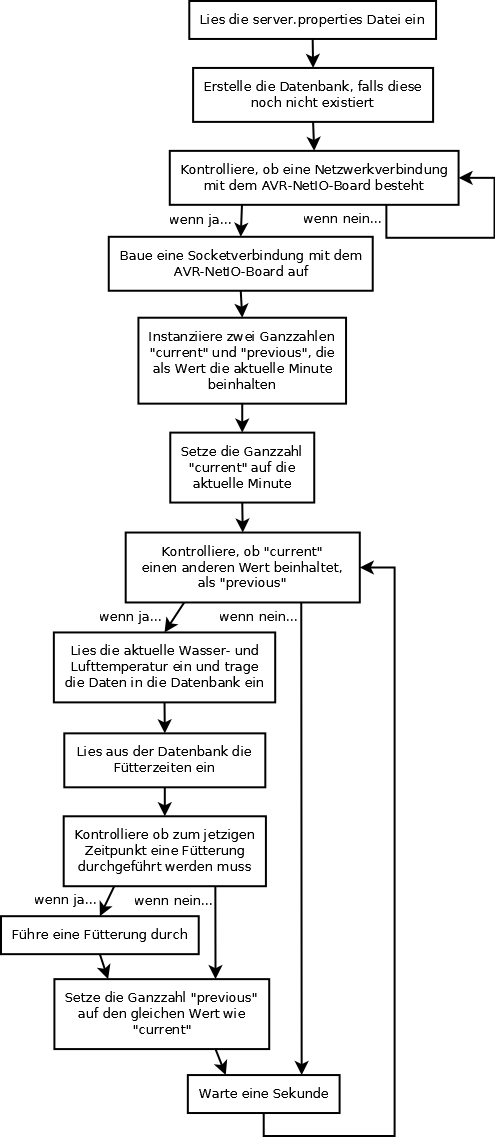 Lies die server.properties Datei ein
Erstelle die Datenbank, falls diese
noch nicht existiert
Kontrolliere, ob eine Netzwerkverbindung
mit dem AVR-NetIO-Board besteht
wenn ja...
wenn nein...
Baue eine Socketverbindung mit dem
AVR-NetIO-Board auf
Instanziiere zwei Ganzzahlen
"current" und "previous", die
als Wert die aktuelle Minute
beinhalten
Setze die Ganzzahl
"current" auf die
aktuelle Minute
Kontrolliere, ob "current"
einen anderen Wert beinhaltet,
als "previous"
wenn ja...
wenn nein...
Lies die aktuelle Wasser- und
Lufttemperatur ein und trage
die Daten in die Datenbank ein
Lies aus der Datenbank die
Fütterzeiten ein
Kontrolliere ob zum jetzigen
Zeitpunkt eine Fütterung
durchgeführt werden muss
wenn ja...
wenn nein...
Führe eine Fütterung durch
Setze die Ganzzahl "previous"
auf den gleichen Wert wie
"current"
Warte eine Sekunde